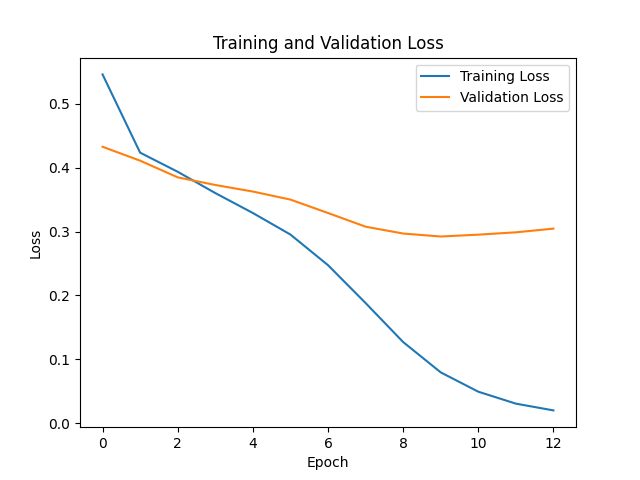 Training and Validation Loss
Training Loss
Validation Loss
Loss
0.5
0.4
0.3
0.2
0.1
0.0
0 2 4 6 8 10 12
Epoch